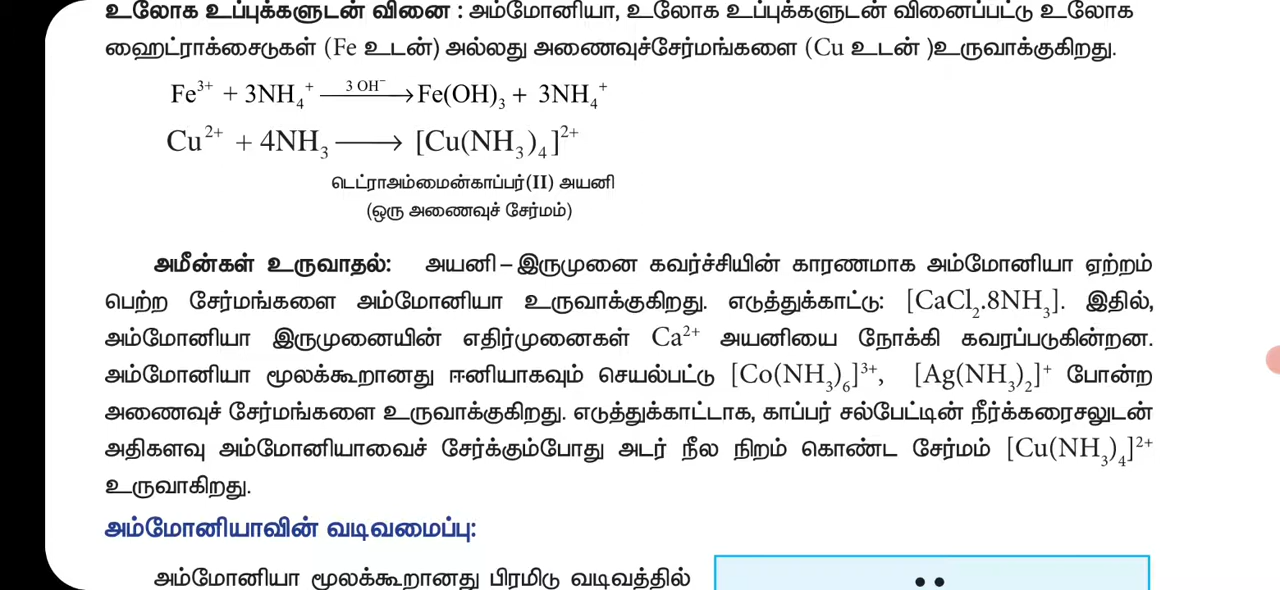 உலோக உப்புக்களுடன் வினை : அம்மோனியா, உலோக உப்புக்களுடன் வினைப்பட்டு உலோக
ஹைட்ராக்சைடுகள் (Fe உடன்) அல்லது அணைவுச்சேர்மங்களை (Cu உடன் )உருவாக்குகிறது.
Fe³⁺ + 3NH₄⁺ —3 OH⁻→ Fe(OH)₃ + 3NH₄⁺
Cu²⁺ + 4NH₃ ⟶ [Cu(NH₃)₄]²⁺
டெட்ராஅம்மைன்காப்பர்(II) அயனி
(ஒரு அணைவுச் சேர்மம்)
அமீன்கள் உருவாதல்: அயனி – இருமுனை கவர்ச்சியின் காரணமாக அம்மோனியா ஏற்றம்
பெற்ற சேர்மங்களை அம்மோனியா உருவாக்குகிறது. எடுத்துக்காட்டு: [CaCl₂.8NH₃]. இதில்,
அம்மோனியா இருமுனையின் எதிர்முனைகள் Ca²⁺ அயனியை நோக்கி கவரப்படுகின்றன.
அம்மோனியா மூலக்கூறானது ஈனியாகவும் செயல்பட்டு [Co(NH₃)₆]³⁺, [Ag(NH₃)₂]⁺ போன்ற
அணைவுச் சேர்மங்களை உருவாக்குகிறது. எடுத்துக்காட்டாக, காப்பர் சல்பேட்டின் நீர்க்கரைசலுடன்
அதிகளவு அம்மோனியாவைச் சேர்க்கும்போது அடர் நீல நிறம் கொண்ட சேர்மம் [Cu(NH₃)₄]²⁺
உருவாகிறது.
அம்மோனியாவின் வடிவமைப்பு:
அம்மோனியா மூலக்கூறானது பிரமிடு வடிவத்தில்